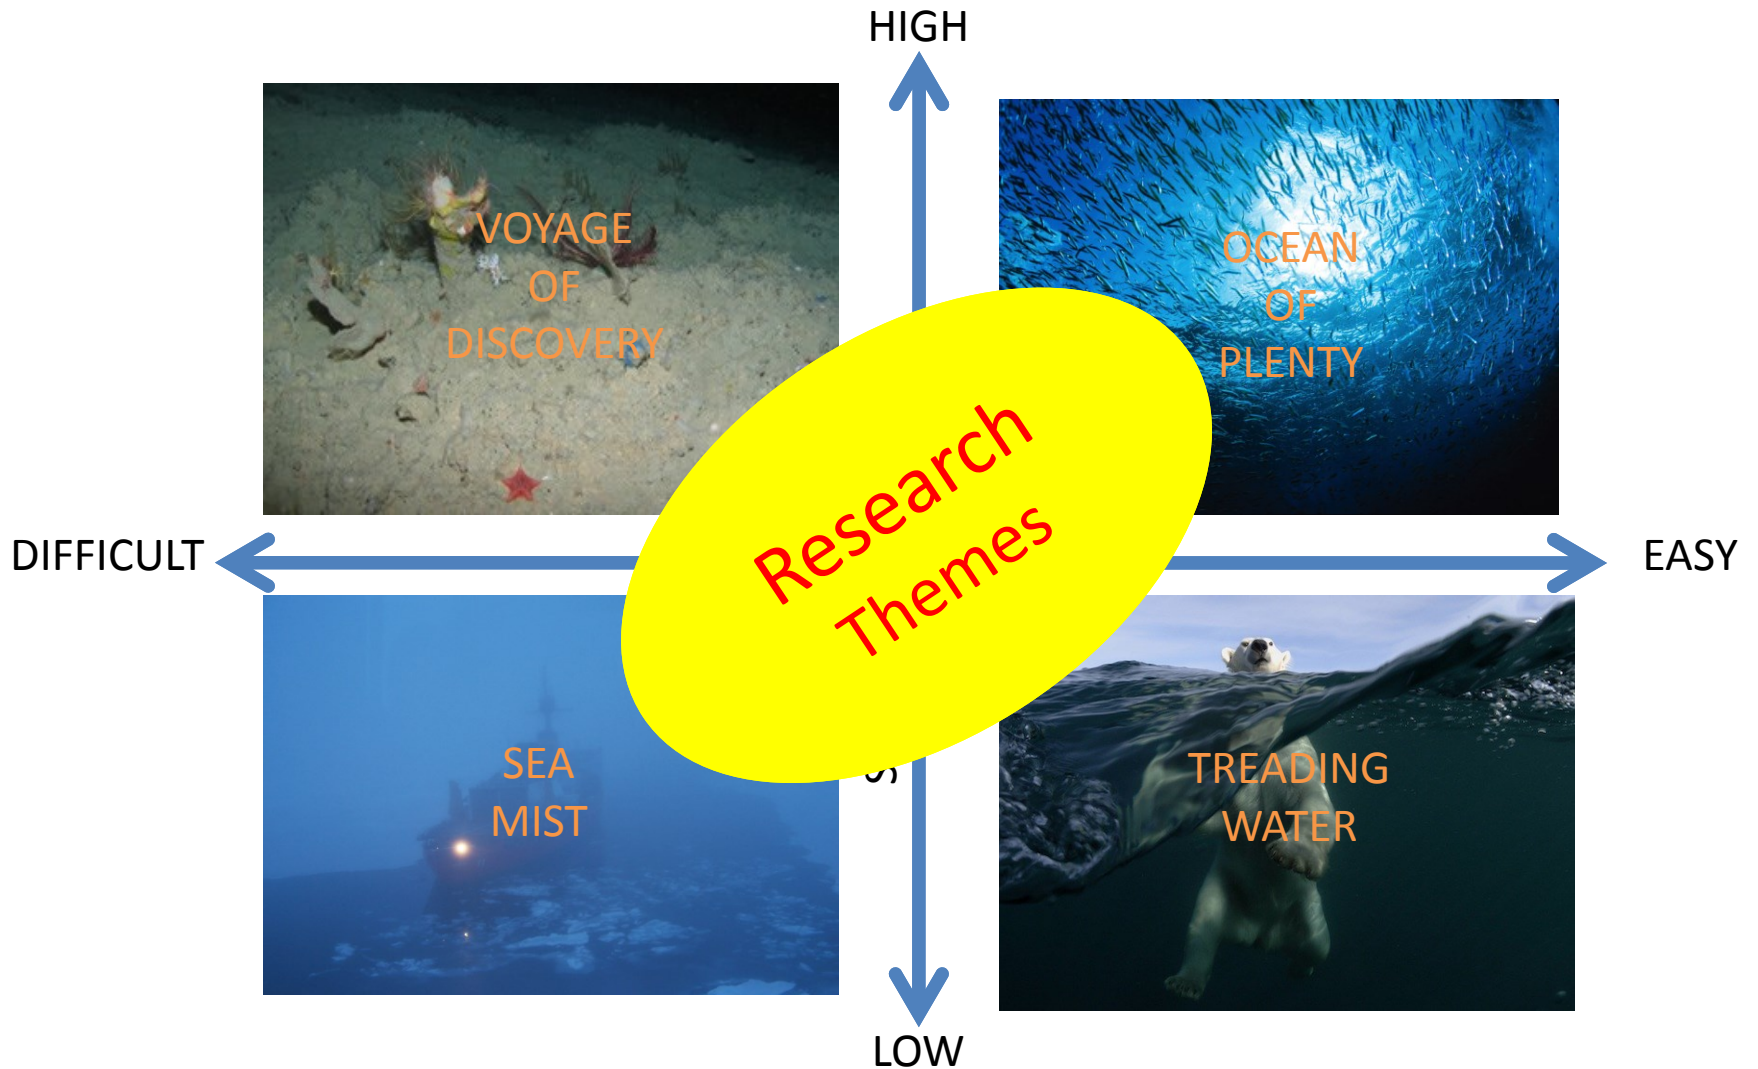 HIGH
VOYAGE
OF
DISCOVERY
OCEAN
OF
PLENTY
Research
Themes
DIFFICULT
EASY
SEA
MIST
TREADING
WATER
LOW